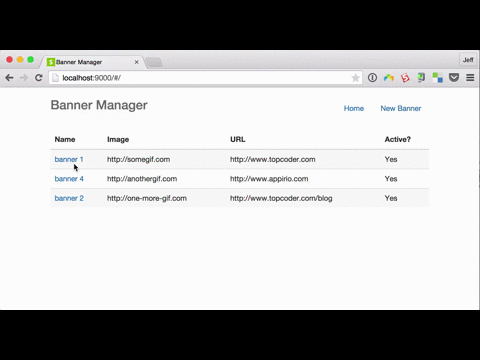 Banner Manager
Jeff
localhost:9000/#/
Banner Manager
Home New Banner
Name Image URL Active?
banner 1 http://somegif.com http://www.topcoder.com Yes
banner 4 http://anothergif.com http://www.appirio.com Yes
banner 2 http://one-more-gif.com http://www.topcoder.com/blog Yes